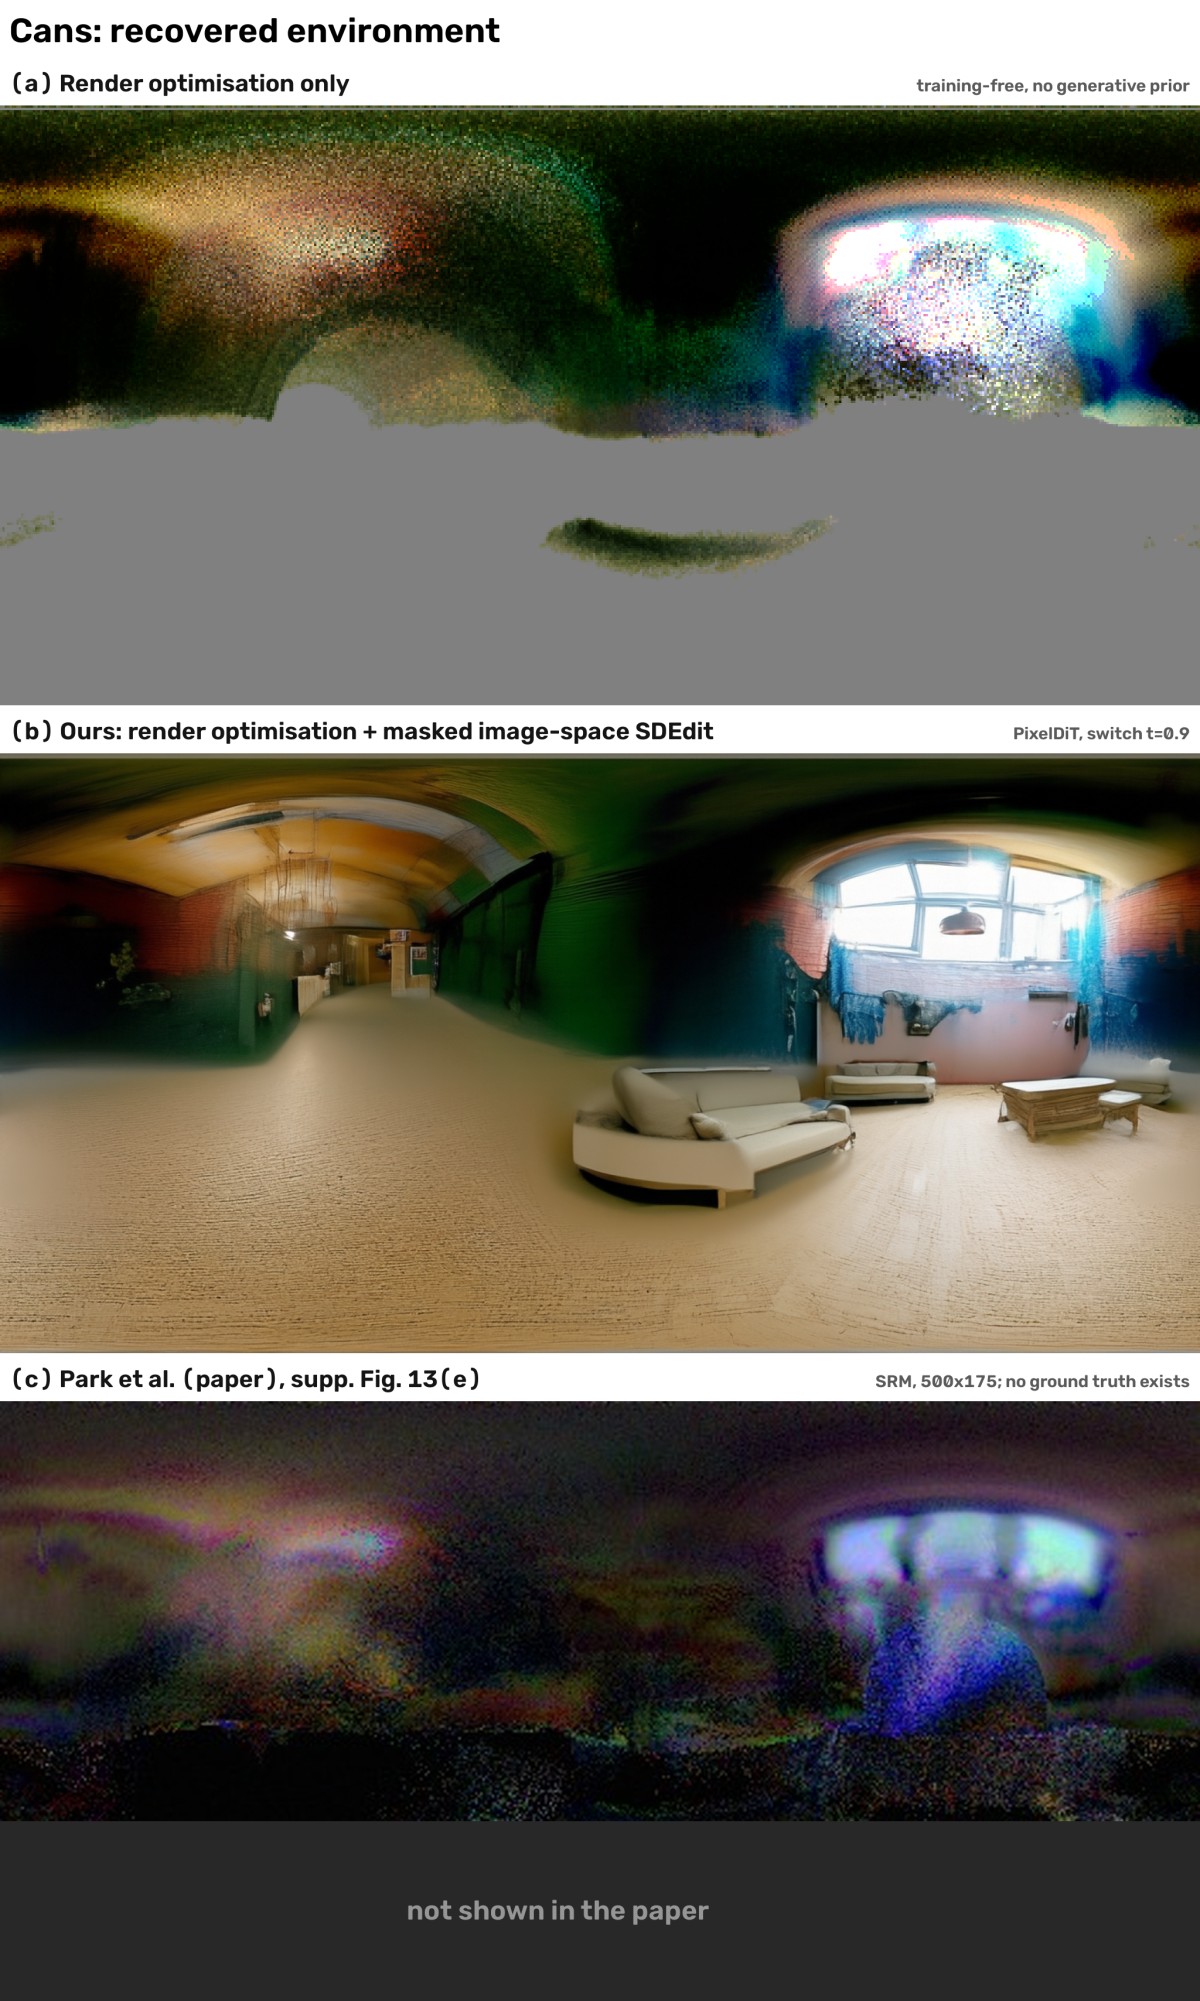 Cans: recovered environment
(a) Render optimisation only
training-free, no generative prior
(b) Ours: render optimisation + masked image-space SDEdit
PixelDiT, switch t=0.9
(c) Park et al. (paper), supp. Fig. 13(e)
SRM, 500x175; no ground truth exists
not shown in the paper